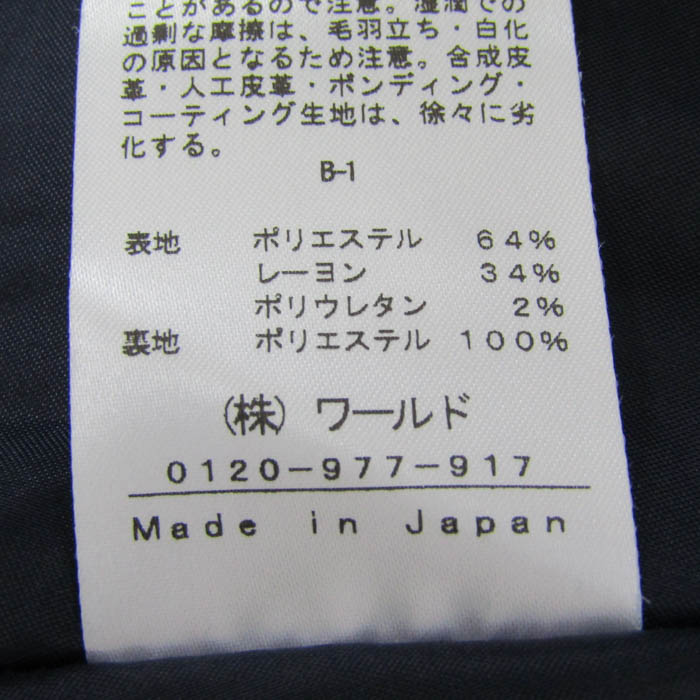 ことがあるので注意。湿潤での
過剰な摩擦は、毛羽立ち・白化
の原因となるため注意。合成皮
革・人工皮革・ボンディング・
コーティング生地は、徐々に劣
化する。
B-1
表地 ポリエステル 64%
レーヨン 34%
ポリウレタン 2%
裏地 ポリエステル 100%
(株) ワールド
0120-977-917
Made in Japan